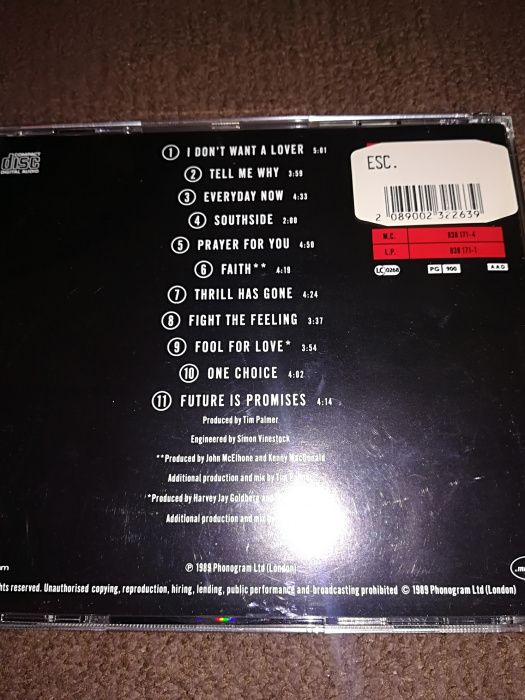 COMPACT
disc
DIGITAL AUDIO
1 I DON'T WANT A LOVER 5:01
2 TELL ME WHY 3:59
3 EVERYDAY NOW 4:33
4 SOUTHSIDE 2:00
5 PRAYER FOR YOU 4:50
6 FAITH** 4:19
7 THRILL HAS GONE 4:24
8 FIGHT THE FEELING 3:37
9 FOOL FOR LOVE* 3:54
10 ONE CHOICE 4:02
11 FUTURE IS PROMISES 4:14
ESC.
2 089002 322639
M.C. 838 171-4
L.P. 838 171-1
LC 0268 PG 900 AAD
Produced by Tim Palmer
Engineered by Simon Vinestock
**Produced by John McElhone and Kenny MacDonald
Additional production and mix by Tim
*Produced by Harvey Jay Goldberg and
Additional production and mix by
℗ 1989 Phonogram Ltd (London)
hts reserved. Unauthorised copying, reproduction, hiring, lending, public performance and broadcasting prohibited © 1989 Phonogram Ltd (London)